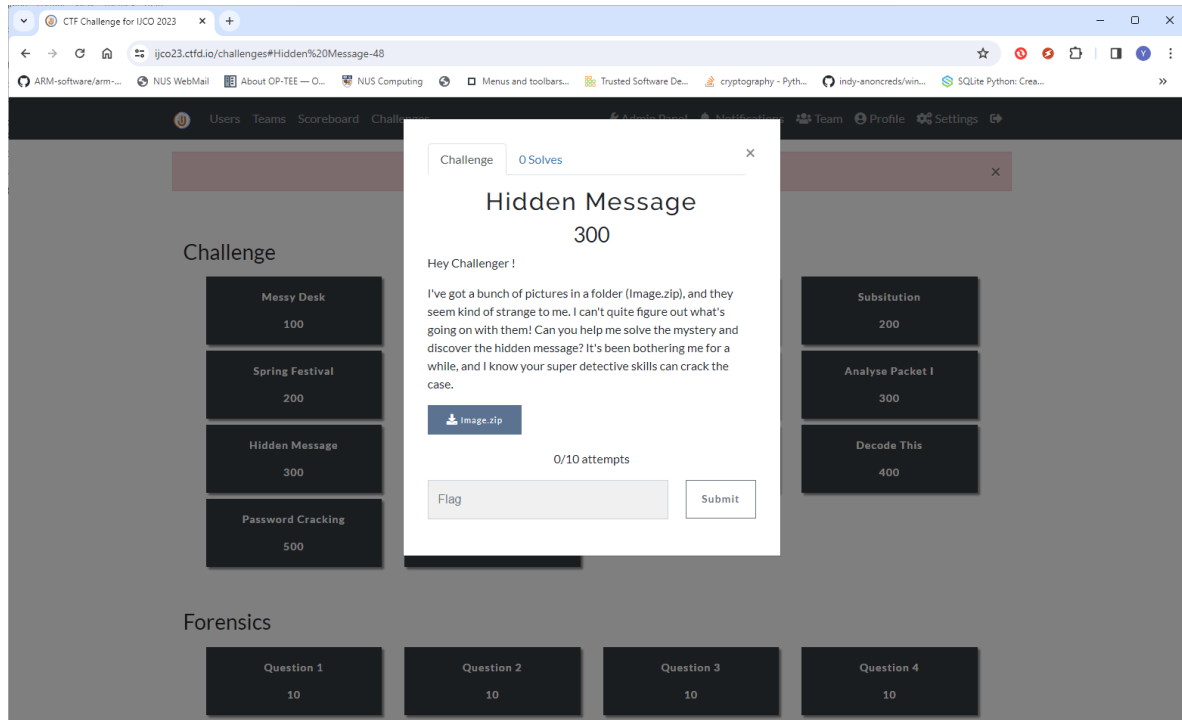 CTF Challenge for IJCO 2023
ijco23.ctfd.io/challenges#Hidden%20Message-48
ARM-software/arm-... NUS WebMail About OP-TEE — O... NUS Computing Menus and toolbars... Trusted Software De... cryptography - Pyth... indy-anoncreds/win... SQLite Python: Crea...
Users Teams Scoreboard Challenges Admin Panel Notifications Team Profile Settings
Challenge 0 Solves
Hidden Message
300
Hey Challenger !
I've got a bunch of pictures in a folder (Image.zip), and they
seem kind of strange to me. I can't quite figure out what's
going on with them! Can you help me solve the mystery and
discover the hidden message? It's been bothering me for a
while, and I know your super detective skills can crack the
case.
Image.zip
0/10 attempts
Flag Submit
Challenge
Messy Desk
100
Subsitution
200
Spring Festival
200
Analyse Packet I
300
Hidden Message
300
Decode This
400
Password Cracking
500
Forensics
Question 1 Question 2 Question 3 Question 4
10 10 10 10